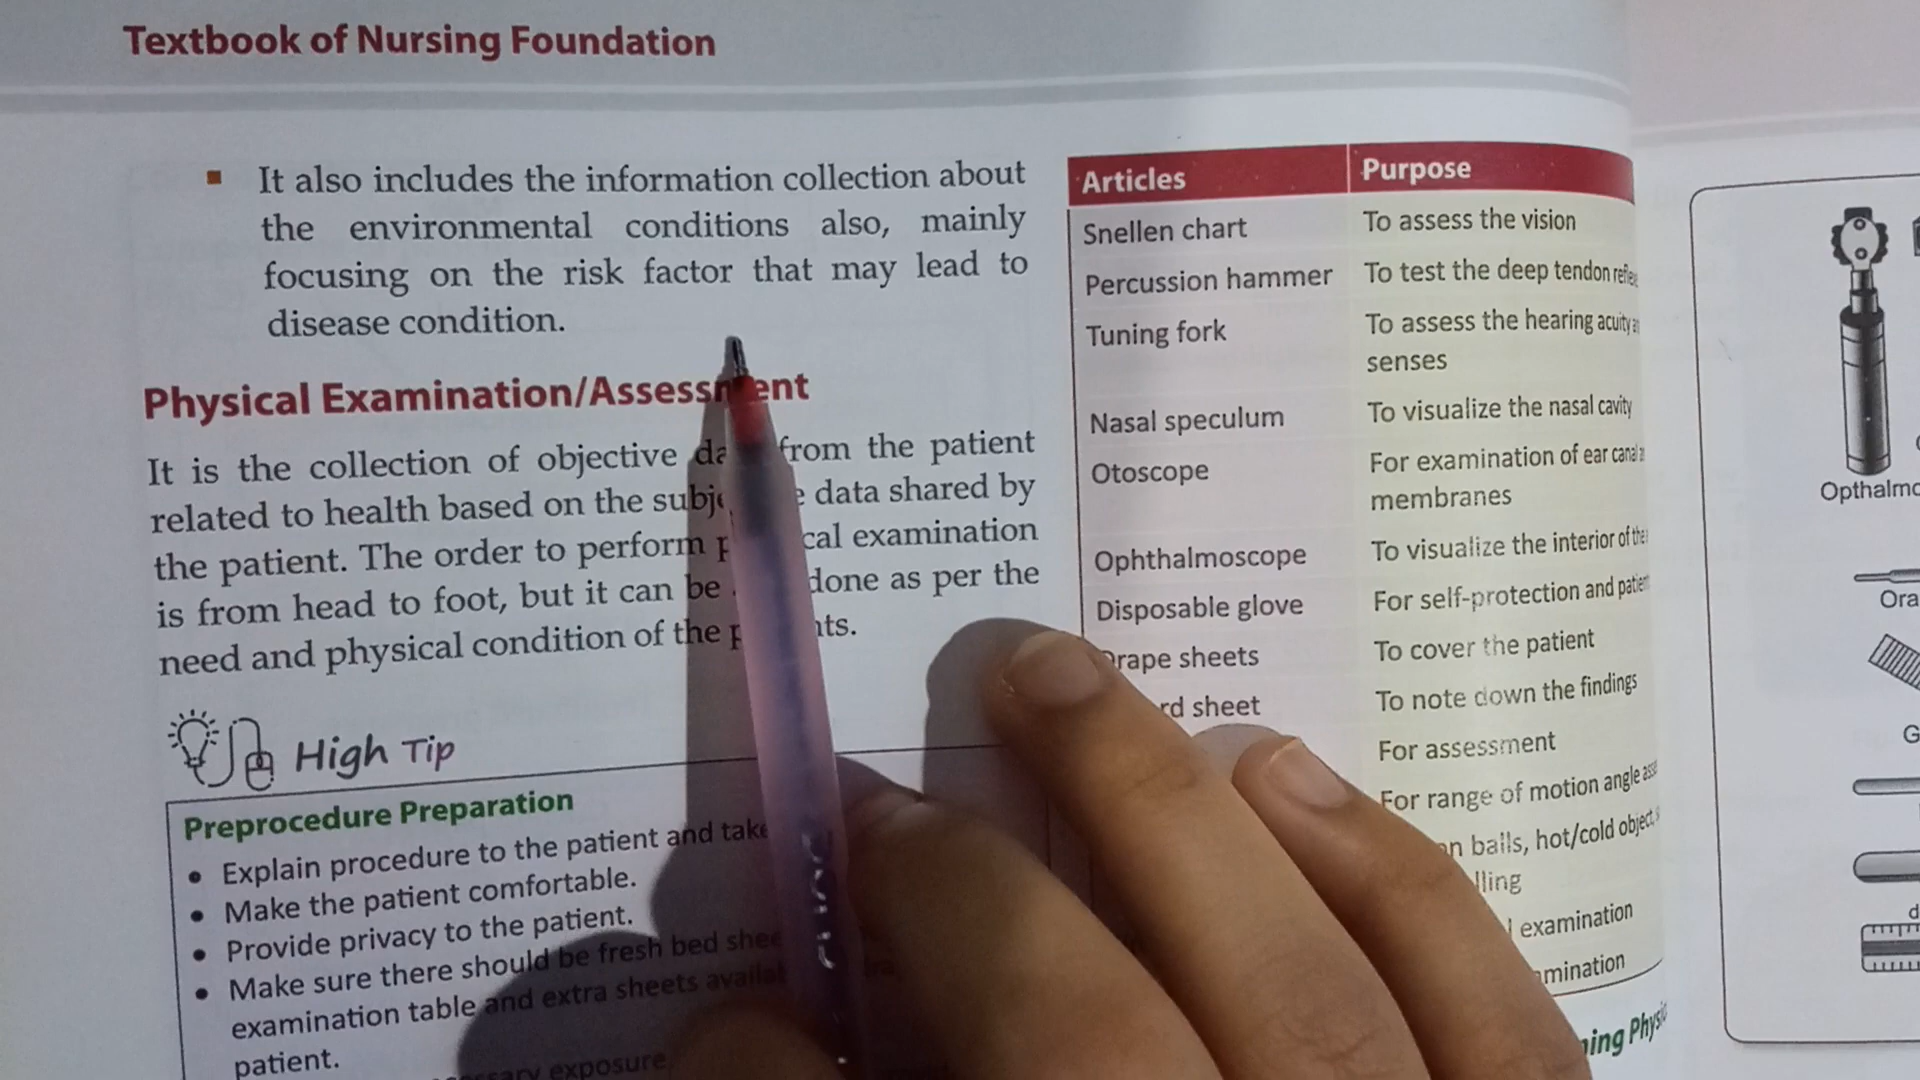 Textbook of Nursing Foundation
It also includes the information collection about
the environmental conditions also, mainly
focusing on the risk factor that may lead to
disease condition.
Physical Examination/Assessment
It is the collection of objective from the patient
related to health based on the data shared by
the patient. The order to perform examination
is from head to foot, but it can be done as per the
need and physical condition of the
High Tip
Preprocedure Preparation
• Explain procedure to the patient and take
• Make the patient comfortable.
• Provide privacy to the patient.
• Make sure there should be fresh bed
examination table and extra sheets
patient.
exposure.
Articles Purpose
Snellen chart To assess the vision
Percussion hammer To test the deep tendon
Tuning fork To assess the hearing acuity
senses
Nasal speculum To visualize the nasal cavity
Otoscope For examination of ear canal
membranes
Ophthalmoscope To visualize the interior of the
Disposable glove For self-protection and
Drape sheets To cover the patient
sheet To note down the findings
For assessment
For range of motion angle
balls, hot/cold object,
examination